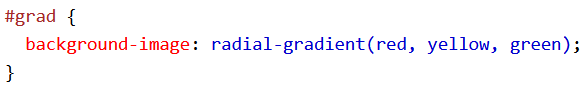 #grad {
  background-image: radial-gradient(red, yellow, green);
}